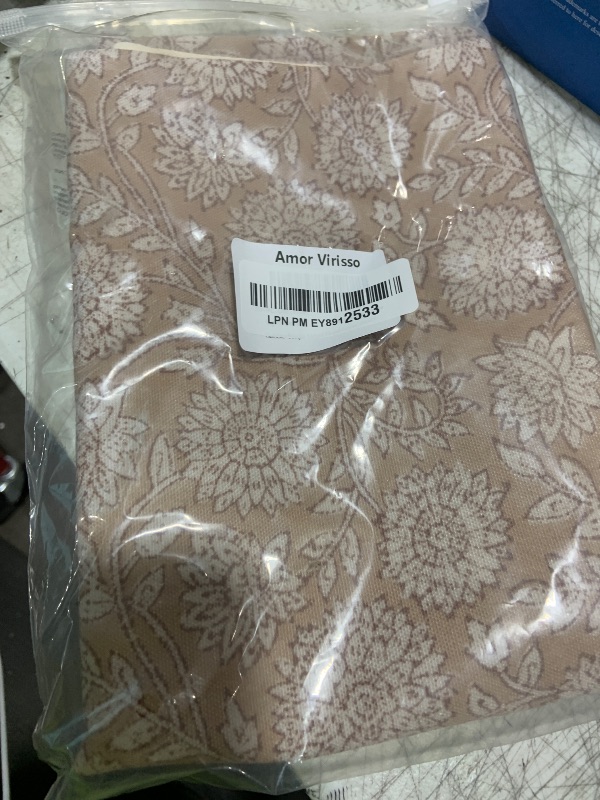 Amor Virisso
LPN PM EY8912533